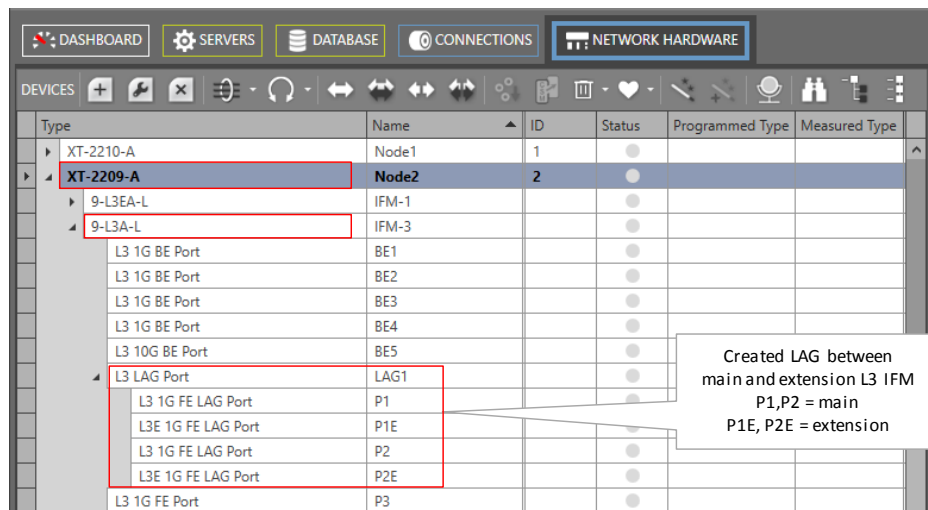 DASHBOARD SERVERS DATABASE CONNECTIONS NETWORK HARDWARE
DEVICES
Type Name ID Status Programmed Type Measured Type
XT-2210-A Node1 1
XT-2209-A Node2 2
9-L3EA-L IFM-1
9-L3A-L IFM-3
L3 1G BE Port BE1
L3 1G BE Port BE2
L3 1G BE Port BE3
L3 1G BE Port BE4
L3 10G BE Port BE5
L3 LAG Port LAG1
L3 1G FE LAG Port P1
L3E 1G FE LAG Port P1E
L3 1G FE LAG Port P2
L3E 1G FE LAG Port P2E
L3 1G FE Port P3
Created LAG between
main and extension L3 IFM
P1,P2 = main
P1E, P2E = extension